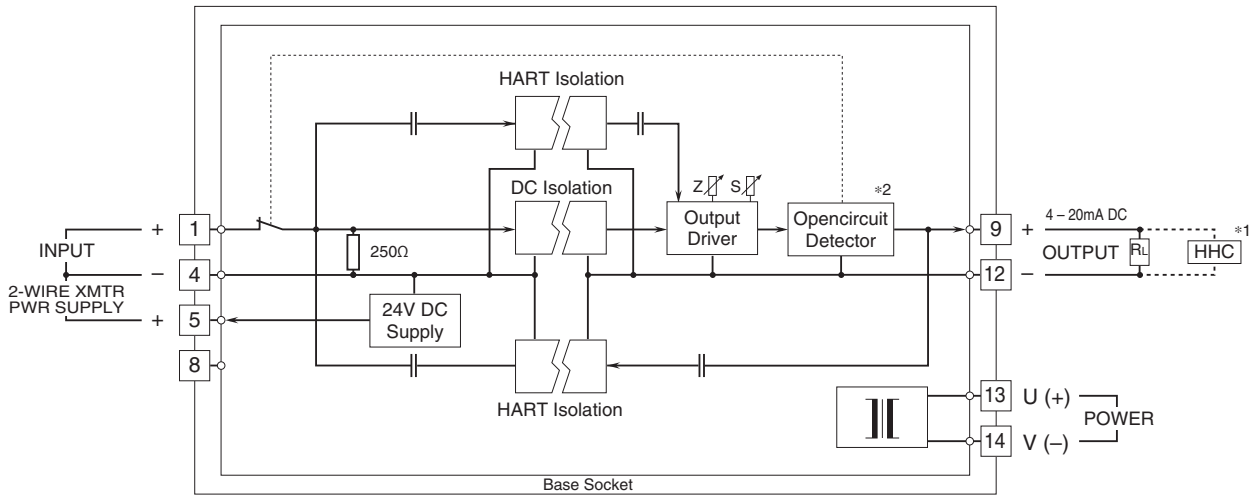 HART Isolation
DC Isolation
Z
S
*2
Output
Driver
Opencircuit
Detector
+
1
INPUT
250Ω
–
4
2-WIRE XMTR
PWR SUPPLY
+
5
24V DC
Supply
8
HART Isolation
9
+
4 – 20mA DC
*1
OUTPUT
RL
HHC
12
–
13
U (+)
POWER
14
V (–)
Base Socket